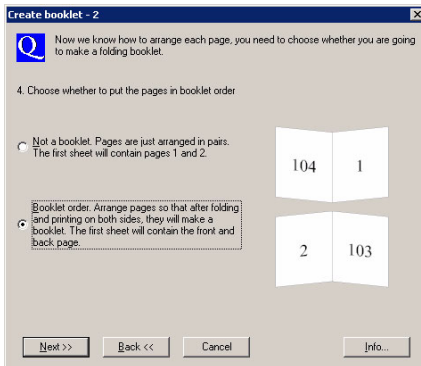 Create booklet - 2
Q
Now we know how to arrange each page, you need to choose whether you are going
to make a folding booklet.
4. Choose whether to put the pages in booklet order
Not a booklet. Pages are just arranged in pairs.
The first sheet will contain pages 1 and 2.
104 1
Booklet order. Arrange pages so that after folding
and printing on both sides, they will make a
booklet. The first sheet will contain the front and
back page.
2 103
Next >> Back << Cancel Info...